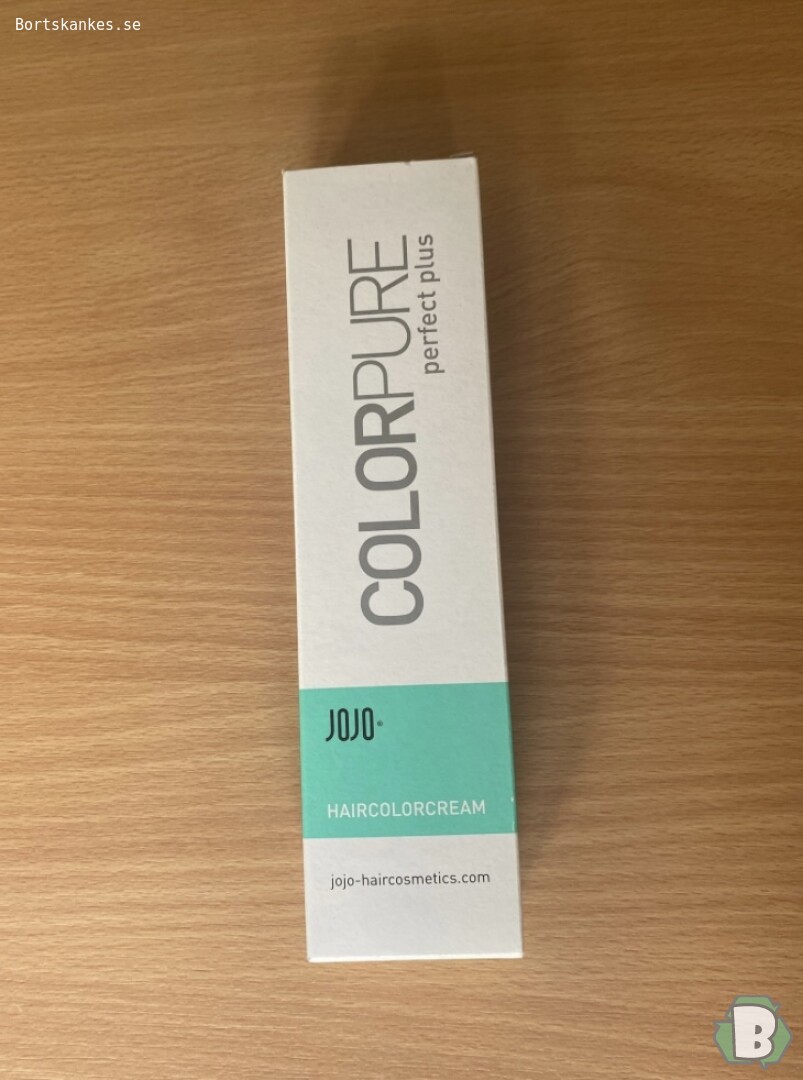 Bortskankes.se
COLORPURE
perfect plus
JOJO®
HAIRCOLORCREAM
jojo-haircosmetics.com
B